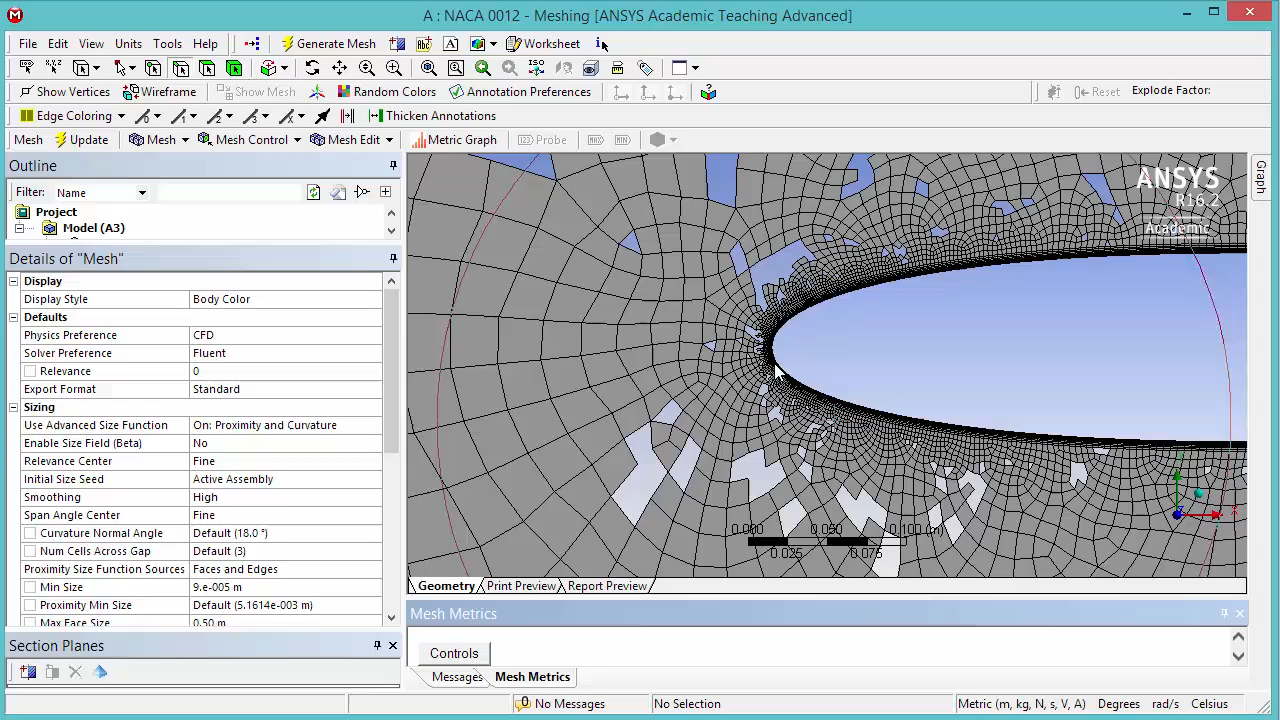 A : NACA 0012 - Meshing [ANSYS Academic Teaching Advanced]
File Edit View Units Tools Help Generate Mesh Worksheet
Show Vertices Wireframe Show Mesh Random Colors Annotation Preferences Reset Explode Factor:
Edge Coloring Thicken Annotations
Mesh Update Mesh Mesh Control Mesh Edit Metric Graph Probe
Outline
Filter: Name
Project
Model (A3)
Details of "Mesh"
Display
Display Style Body Color
Defaults
Physics Preference CFD
Solver Preference Fluent
Relevance 0
Export Format Standard
Sizing
Use Advanced Size Function On: Proximity and Curvature
Enable Size Field (Beta) No
Relevance Center Fine
Initial Size Seed Active Assembly
Smoothing High
Span Angle Center Fine
Curvature Normal Angle Default (18.0 °)
Num Cells Across Gap Default (3)
Proximity Size Function Sources Faces and Edges
Min Size 9.e-005 m
Proximity Min Size Default (5.1614e-003 m)
Max Face Size 0.50 m
Section Planes
ANSYS
R16.2
Academic
0.000 0.050 0.100 (m)
0.025 0.075
Geometry Print Preview Report Preview
Mesh Metrics
Controls
Messages Mesh Metrics
Graph
0 No Messages No Selection Metric (m, kg, N, s, V, A) Degrees rad/s Celsius